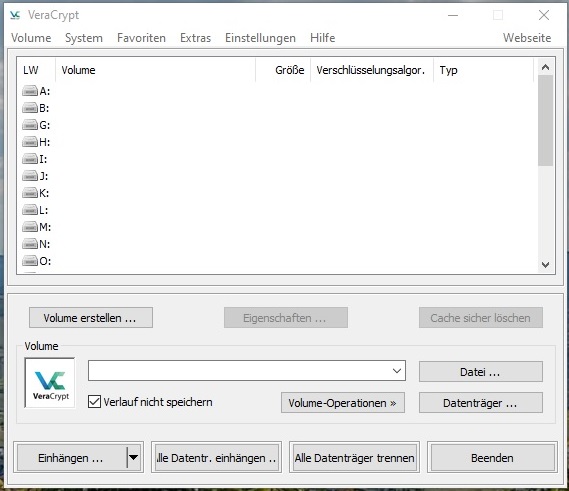 VeraCrypt
Volume System Favoriten Extras Einstellungen Hilfe Webseite
LW Volume Größe Verschlüsselungsalgor. Typ
A:
B:
G:
H:
I:
J:
K:
L:
M:
N:
O:
Volume erstellen ... Eigenschaften ... Cache sicher löschen
Volume
VeraCrypt
Datei ...
Verlauf nicht speichern Volume-Operationen » Datenträger ...
Einhängen ... lle Datentr. einhängen .. Alle Datenträger trennen Beenden